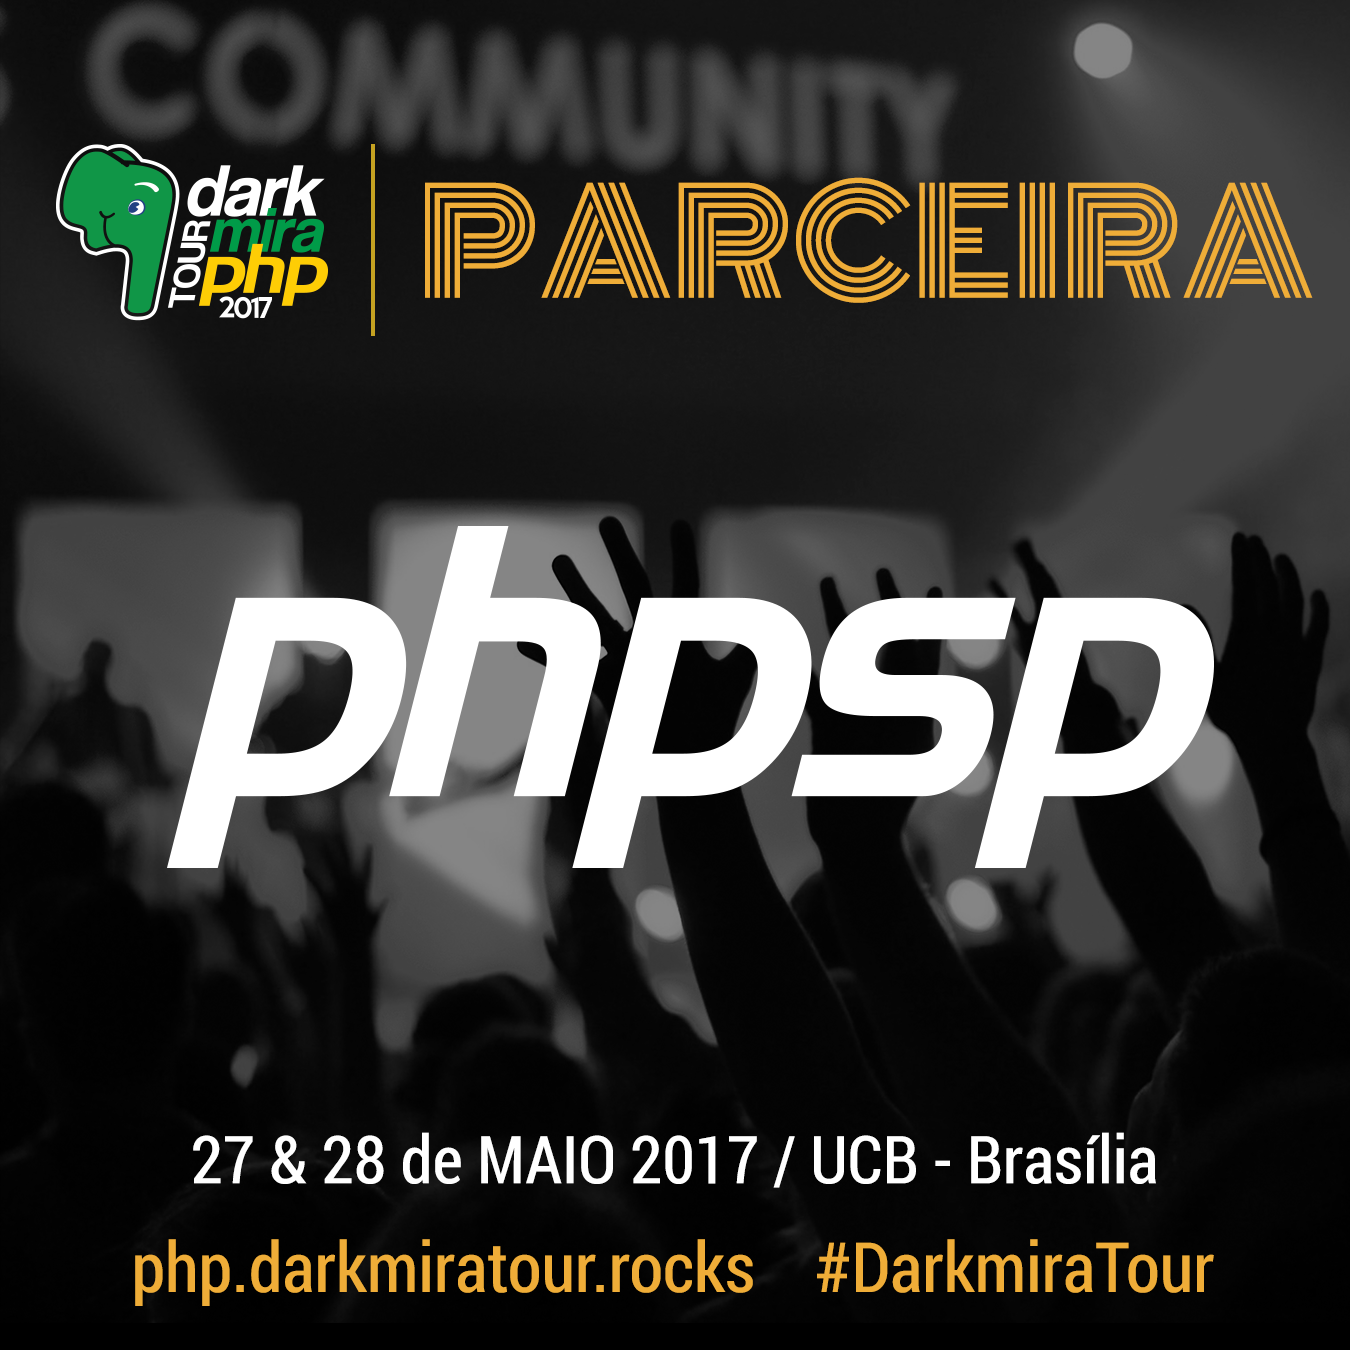 COMMUNITY
dark
mira
TOUR
php
2017
PARCEIRA
phpsp
27 & 28 de MAIO 2017 / UCB - Brasília
php.darkmiratour.rocks #DarkmiraTour